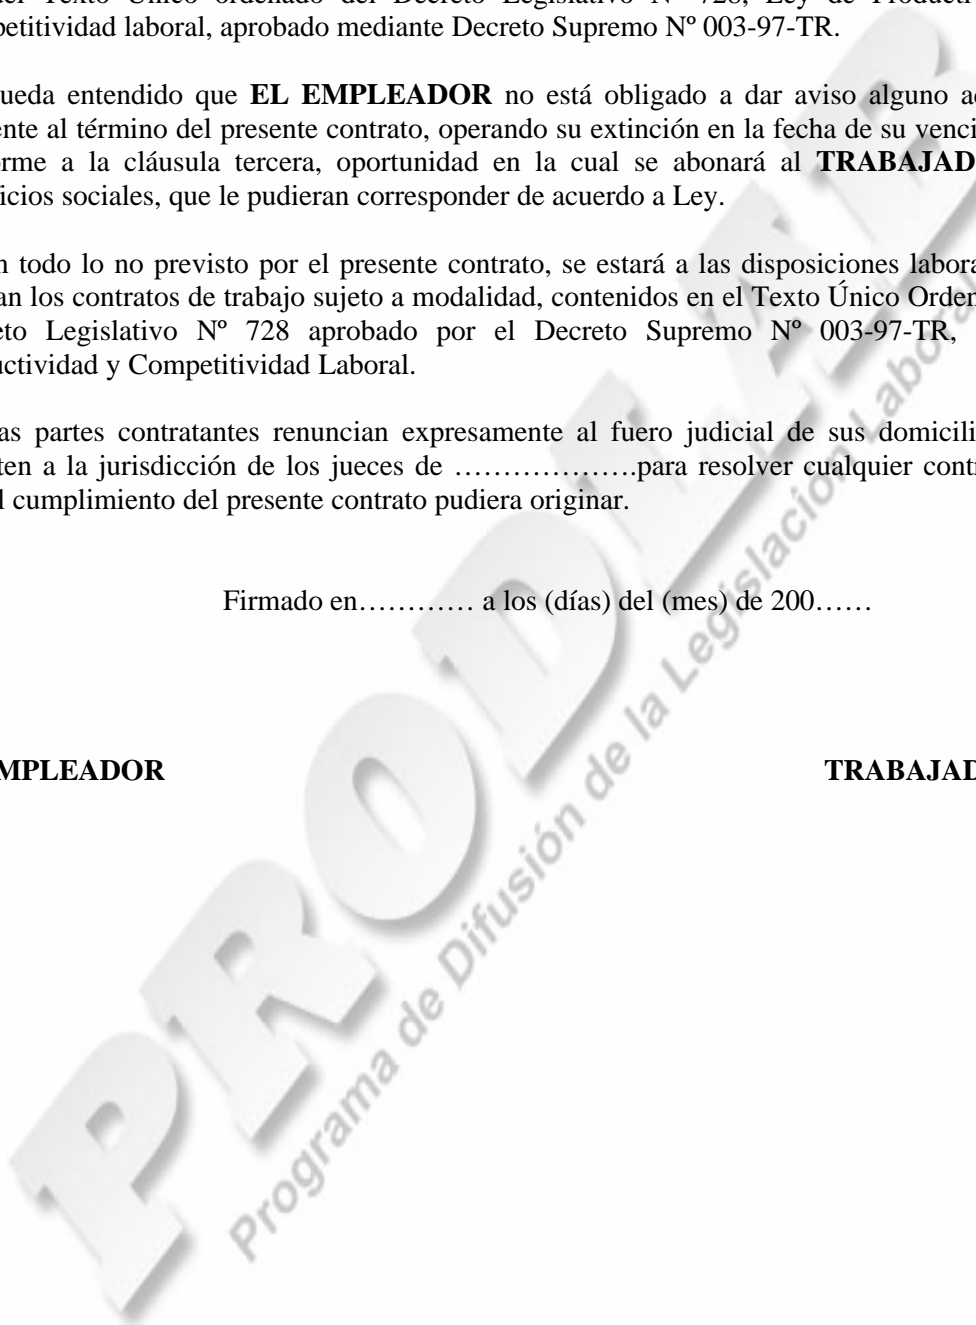 del Texto Único ordenado del Decreto Legislativo Nº 728, Ley de Product
petitividad laboral, aprobado mediante Decreto Supremo Nº 003-97-TR.
ueda entendido que EL EMPLEADOR no está obligado a dar aviso alguno ad
ente al término del presente contrato, operando su extinción en la fecha de su venci
orme a la cláusula tercera, oportunidad en la cual se abonará al TRABAJAD
icios sociales, que le pudieran corresponder de acuerdo a Ley.
n todo lo no previsto por el presente contrato, se estará a las disposiciones labora
an los contratos de trabajo sujeto a modalidad, contenidos en el Texto Único Orden
eto Legislativo Nº 728 aprobado por el Decreto Supremo Nº 003-97-TR,
uctividad y Competitividad Laboral.
as partes contratantes renuncian expresamente al fuero judicial de sus domicili
ten a la jurisdicción de los jueces de ……………….para resolver cualquier contr
l cumplimiento del presente contrato pudiera originar.
Firmado en………… a los (días) del (mes) de 200……
MPLEADOR TRABAJAD
PRODLAB
Programa de Difusión de la Legislación Laboral